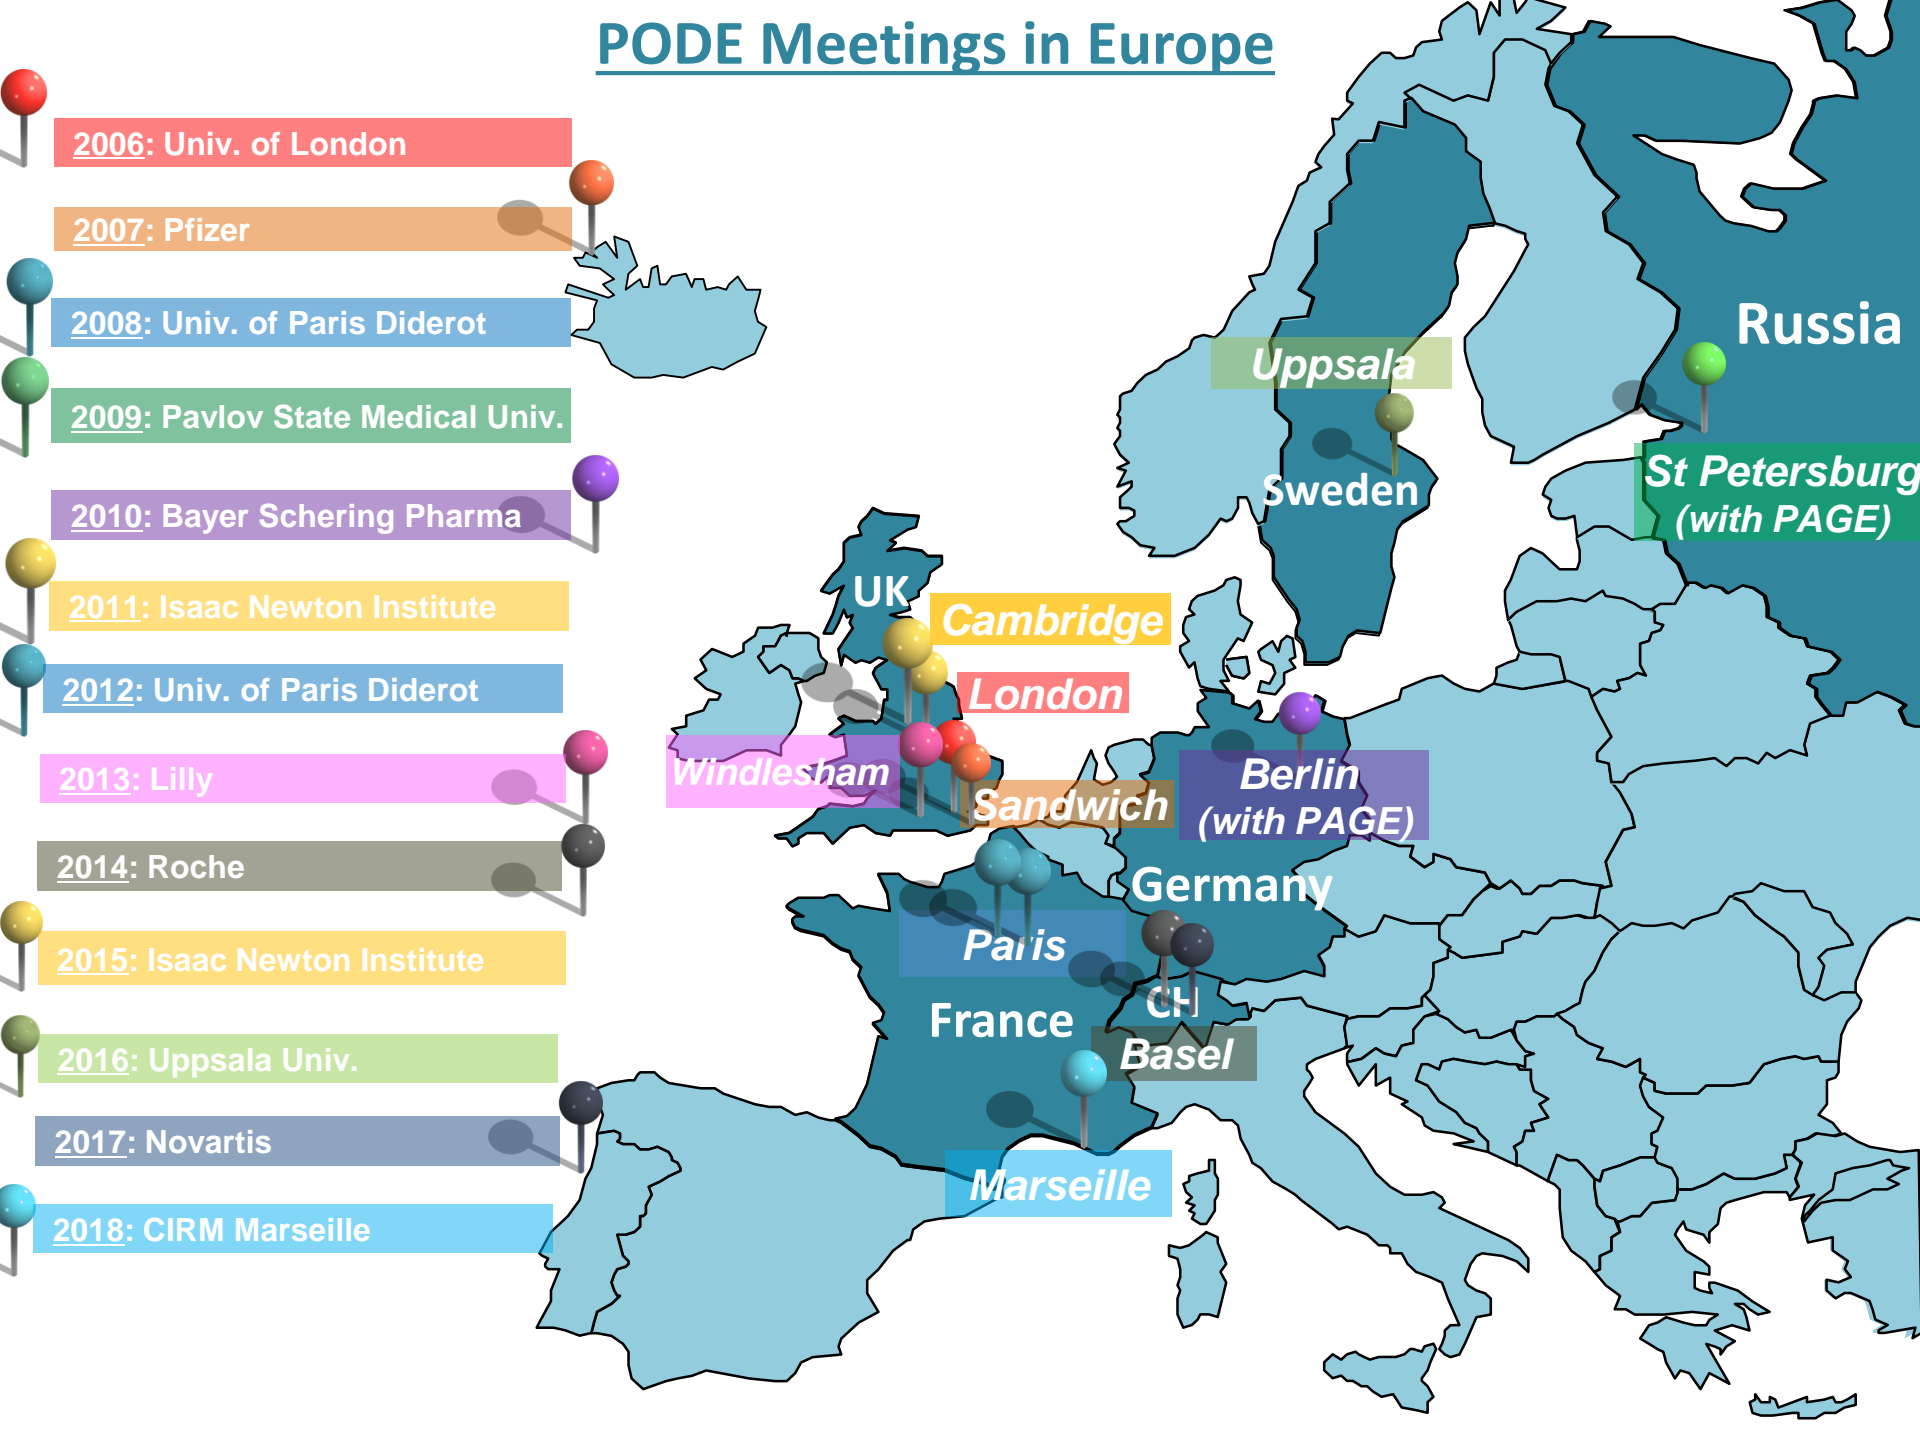 PODE Meetings in Europe
2006: Univ. of London
2007: Pfizer
2008: Univ. of Paris Diderot
2009: Pavlov State Medical Univ.
2010: Bayer Schering Pharma
2011: Isaac Newton Institute
2012: Univ. of Paris Diderot
2013: Lilly
2014: Roche
2015: Isaac Newton Institute
2016: Uppsala Univ.
2017: Novartis
2018: CIRM Marseille
Russia
Uppsala
St Petersburg
(with PAGE)
Sweden
UK
Cambridge
London
Windlesham
Sandwich
Berlin
(with PAGE)
Germany
Paris
CH
France
Basel
Marseille